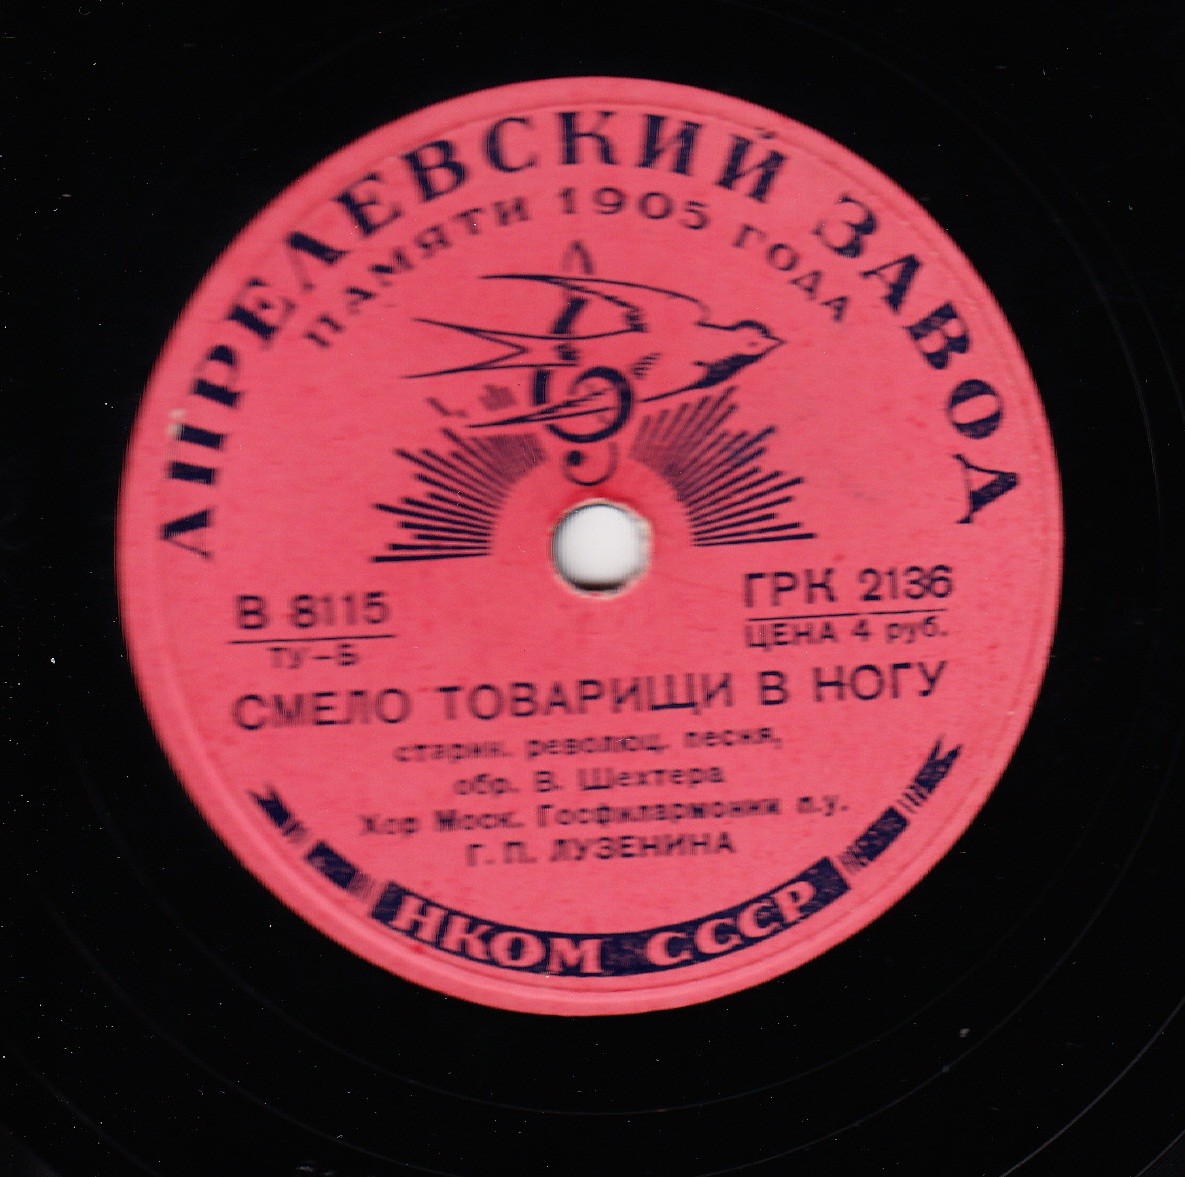 АПРЕЛЕВСКИЙ ЗАВОД
ПАМЯТИ 1905 ГОДА
В 8115
ТУ-Б
ГРК 2136
ЦЕНА 4 руб.
СМЕЛО ТОВАРИЩИ В НОГУ
старин. революц. песня,
обр. В. Шехтера
Хор Моск. Госфилармонии п.у.
Г. П. ЛУЗЕНИНА
НКОМ СССР